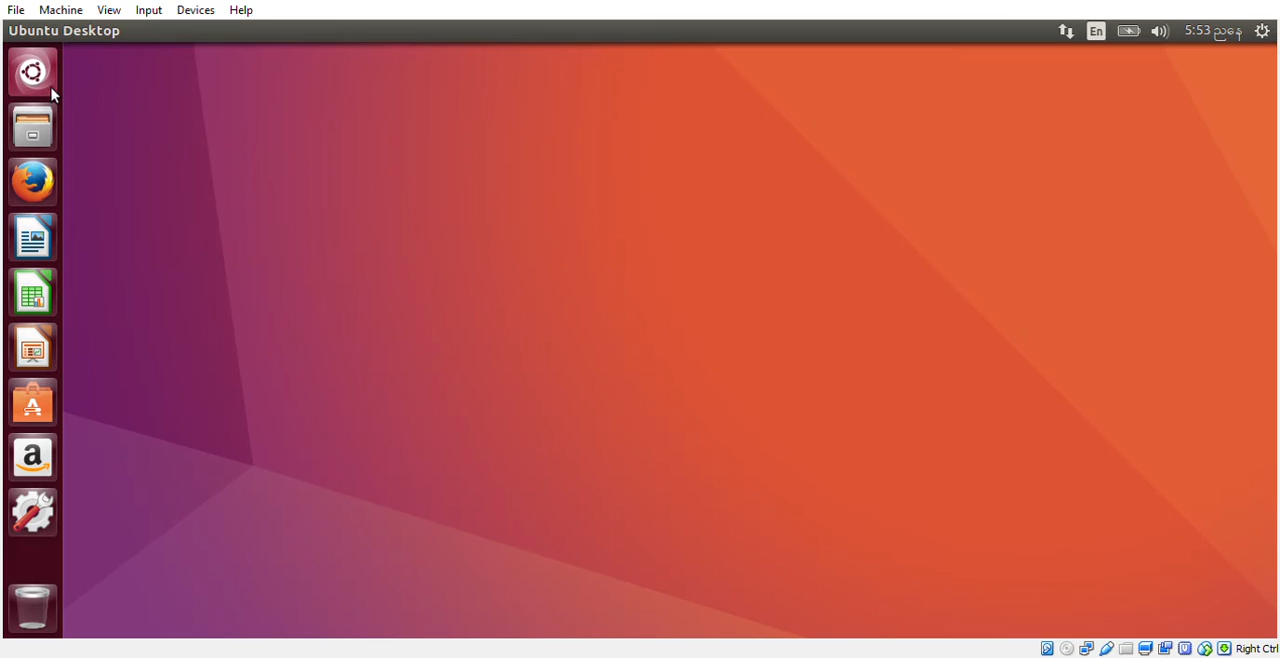 File Machine View Input Devices Help
Ubuntu Desktop En 5:53 ညနေ
Right Ctrl